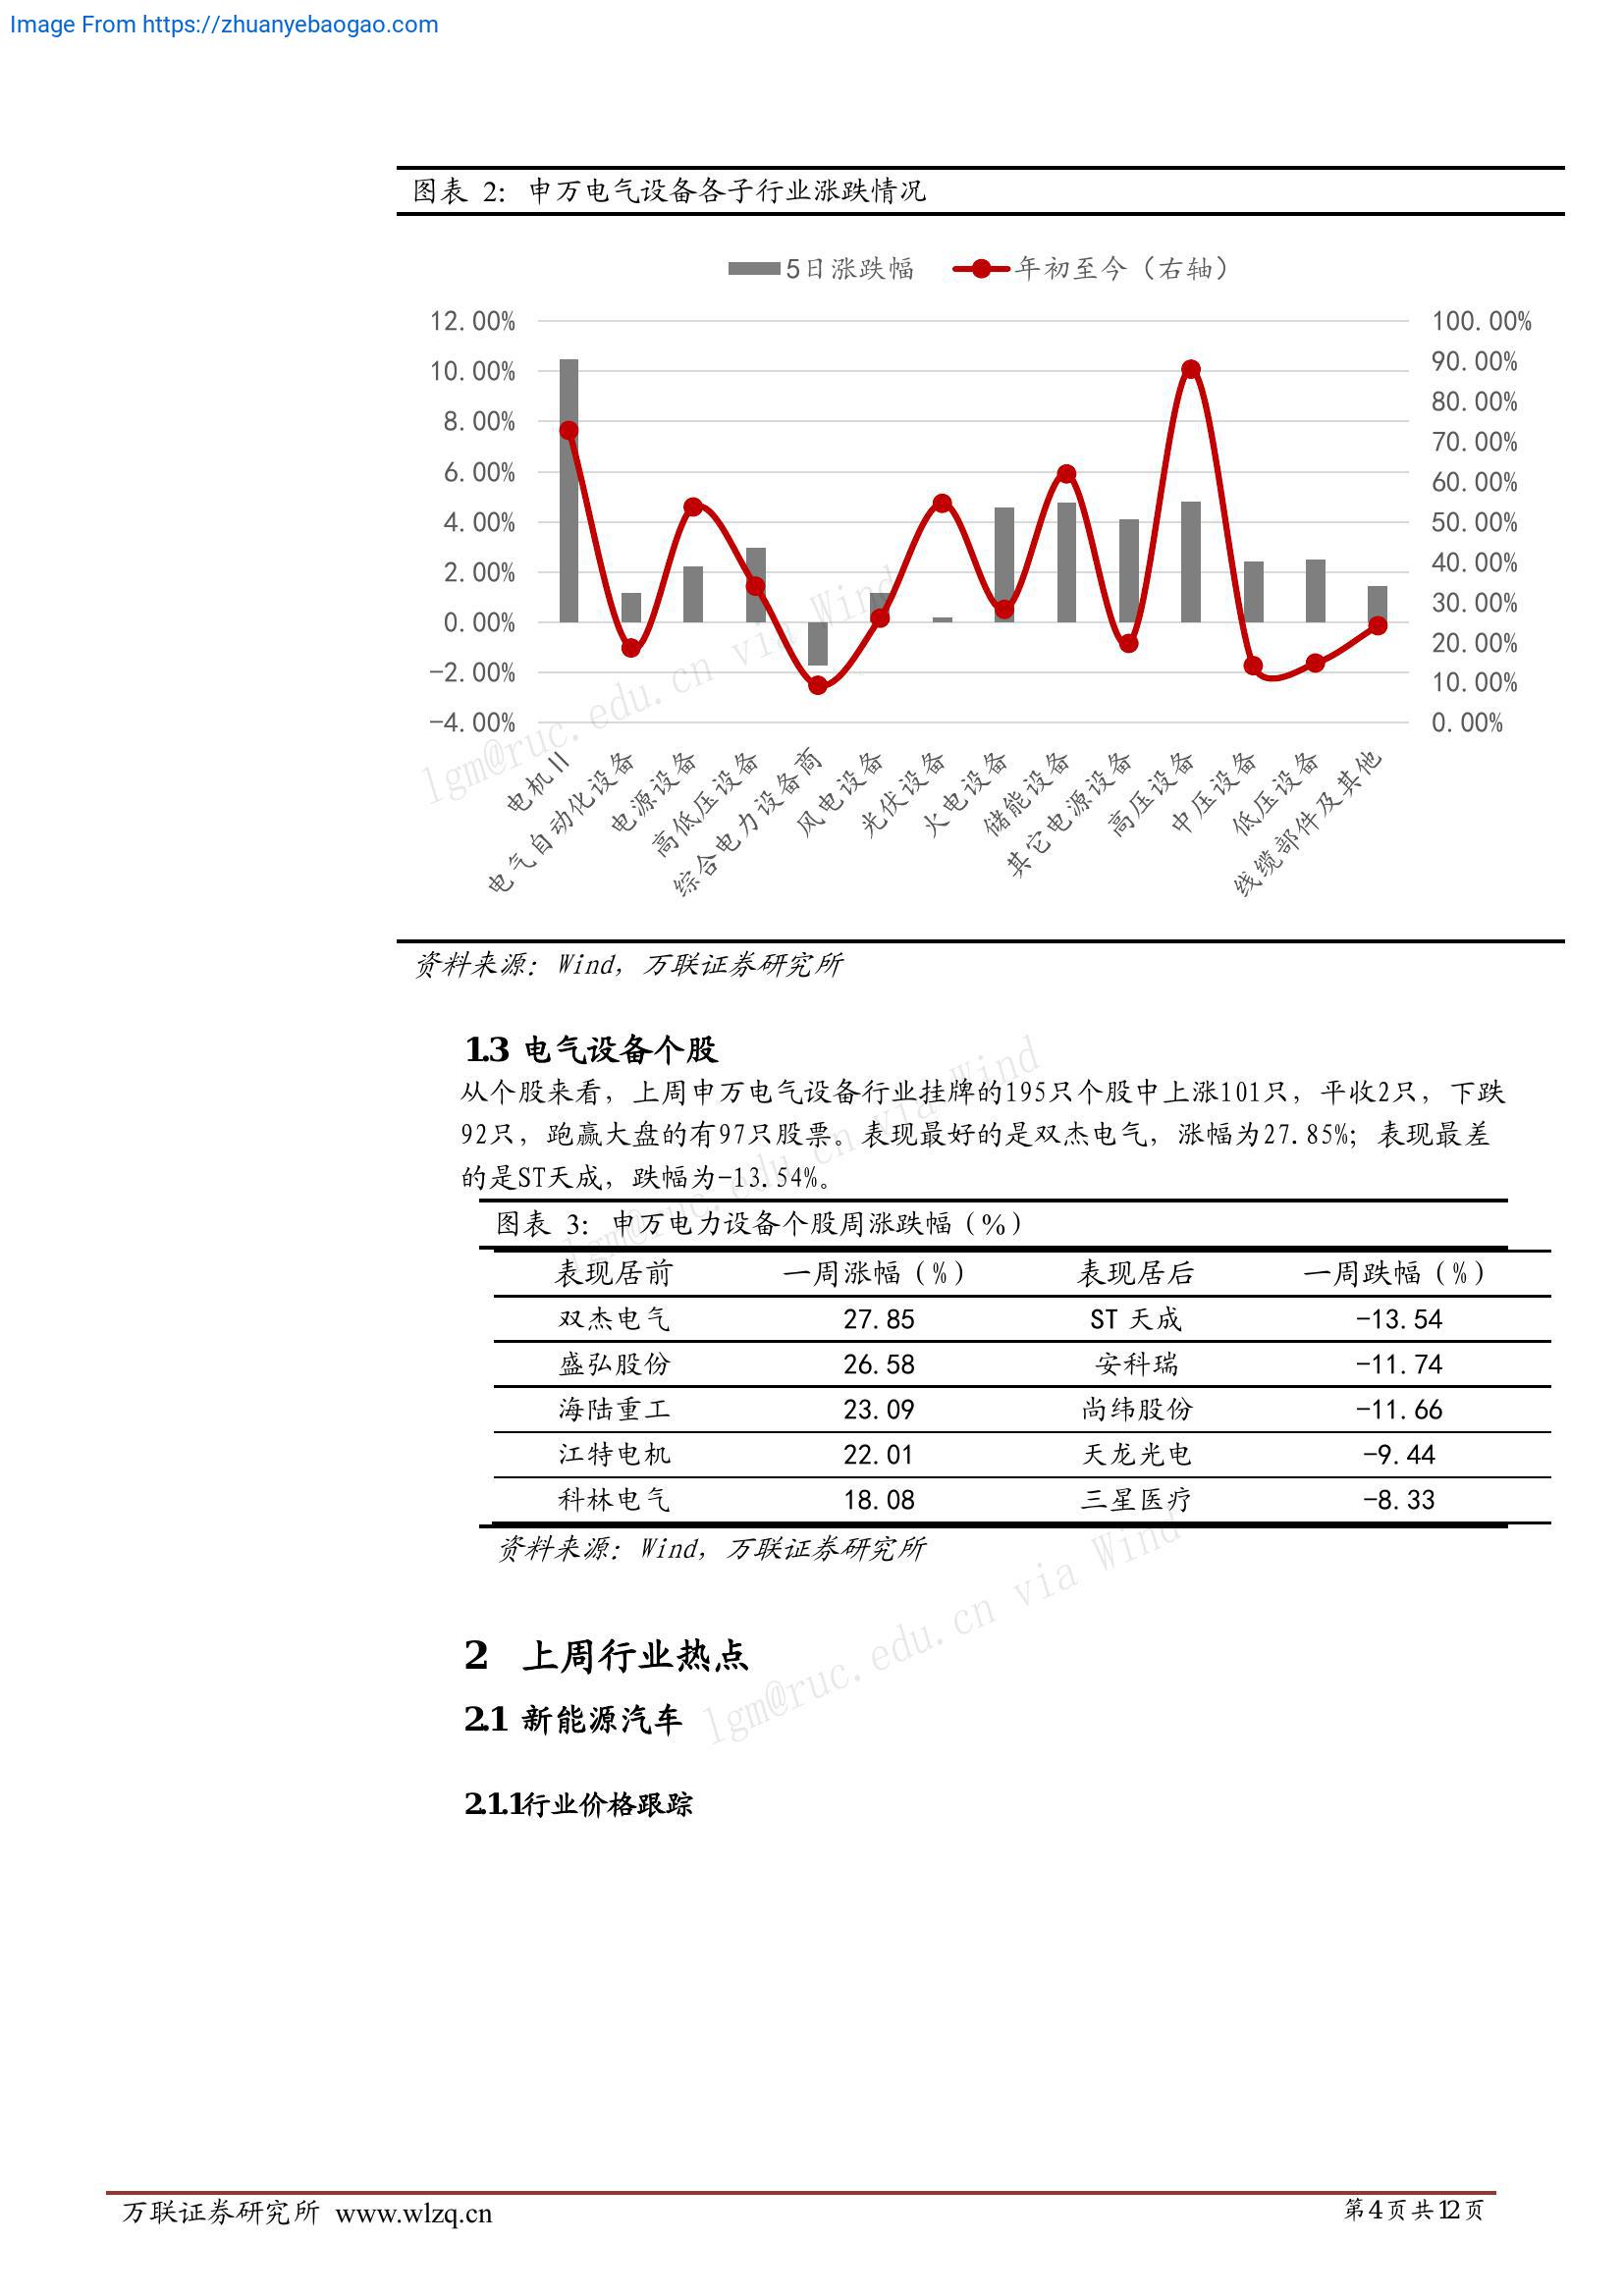 Image From https://zhuanyebaogao.com
图表 2：申万电气设备各子行业涨跌情况
5日涨跌幅 年初至今（右轴）
12.00% 100.00%
90.00%
10.00%
80.00%
8.00%
70.00%
6.00% 60.00%
4.00% 50.00%
2.00% 40.00%
30.00%
0.00%
20.00%
-2.00%
10.00%
-4.00% 0.00%
电机Ⅱ
电气自动化设备
电源设备
高低压设备
综合电力设备商
风电设备
光伏设备
火电设备
储能设备
其它电源设备
高压设备
中压设备
低压设备
线缆部件及其他
lgm@ruc.edu.cn via Wind
资料来源：Wind，万联证券研究所
1.3 电气设备个股
从个股来看，上周申万电气设备行业挂牌的195只个股中上涨101只，平收2只，下跌
92只，跑赢大盘的有97只股票。表现最好的是双杰电气，涨幅为27.85%；表现最差
的是ST天成，跌幅为-13.54%。
lgm@ruc.edu.cn via Wind
图表 3：申万电力设备个股周涨跌幅（%）
表现居前 一周涨幅（%） 表现居后 一周跌幅（%）
双杰电气 27.85 ST 天成 -13.54
盛弘股份 26.58 安科瑞 -11.74
海陆重工 23.09 尚纬股份 -11.66
江特电机 22.01 天龙光电 -9.44
科林电气 18.08 三星医疗 -8.33
资料来源：Wind，万联证券研究所
lgm@ruc.edu.cn via Wind
2 上周行业热点
2.1 新能源汽车
2.1.1行业价格跟踪
万联证券研究所 www.wlzq.cn 第4页共12页